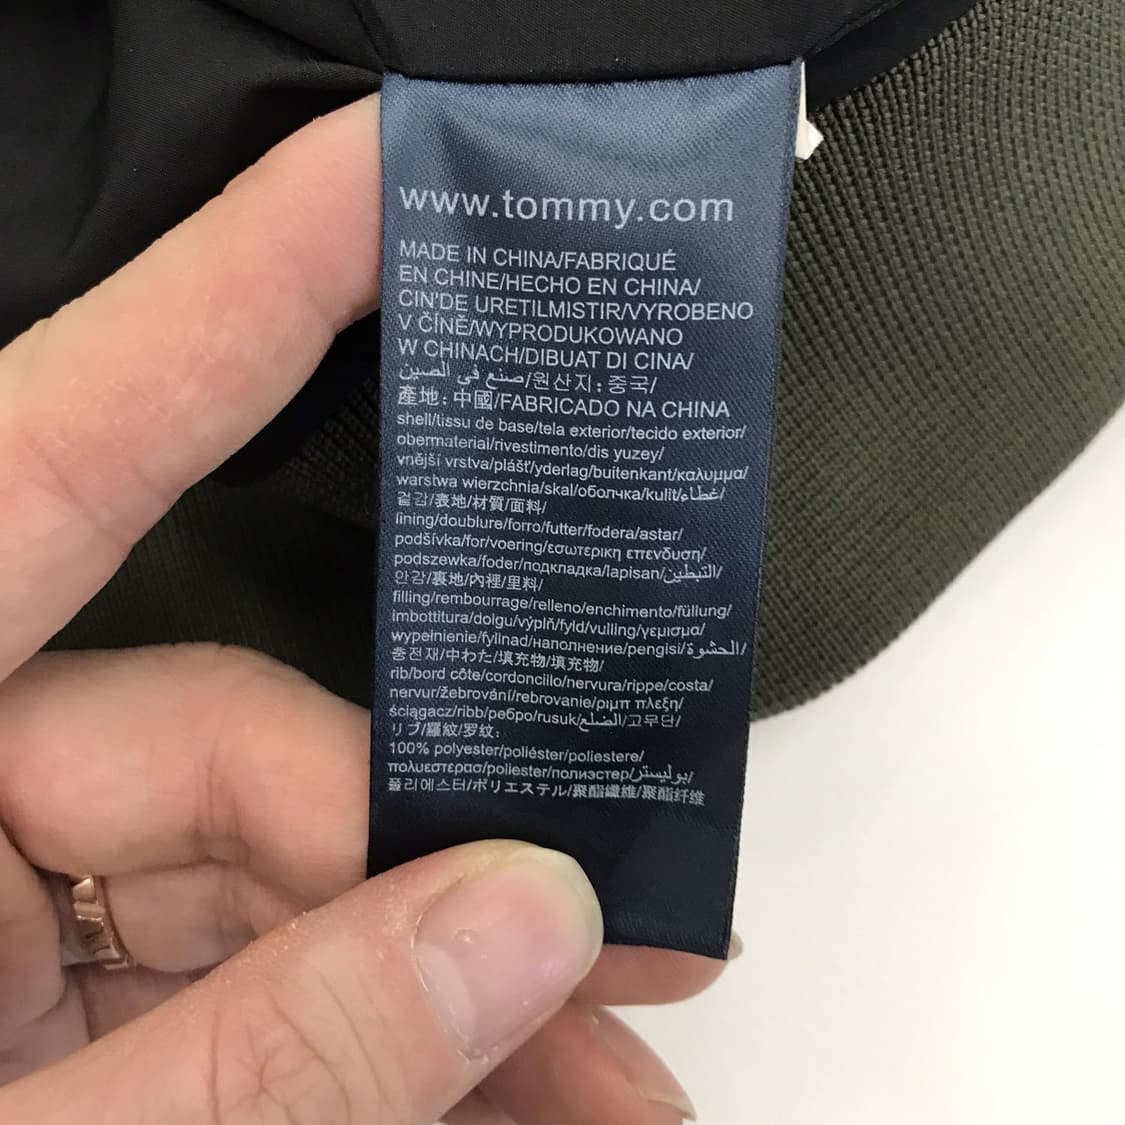 www.tommy.com
MADE IN CHINA/FABRIQUÉ
EN CHINE/HECHO EN CHINA/
CIN'DE URETILMISTIR/VYROBENO
V ČÍNĚ/WYPRODUKOWANO
W CHINACH/DIBUAT DI CINA/
صنع في الصين/원산지: 중국/
產地: 中國/FABRICADO NA CHINA
shell/tissu de base/tela exterior/tecido exterior/
obermaterial/rivestimento/dis yuzey/
vnější vrstva/plášť/yderlag/buitenkant/καλυμμα/
warstwa wierzchnia/skal/оболчка/kulit/غطاء/
겉감/表地/材質/面料/
lining/doublure/forro/futter/fodera/astar/
podšívka/for/voering/εσωτερικη επενδυση/
podszewka/foder/подкладка/lapisan/التبطين/
안감/裏地/內裡/里料/
filling/rembourrage/relleno/enchimento/füllung/
imbottitura/dolgu/výplň/fyld/vulling/γεμισμα/
wypełnienie/fyllnad/наполнение/pengisi/الحشوة/
충전재/中わた/填充物/填充物/
rib/bord côte/cordoncillo/nervura/rippe/costa/
nervur/žebrování/rebrovanie/ριμπ πλεξη/
ściągacz/ribb/ребро/rusuk/الضلع/고무단/
リブ/羅紋/罗纹:
100% polyester/poliéster/poliestere/
πολυεστερασ/poliester/полиэстер/بوليستر/
폴리에스터/ポリエステル/聚酯纖維/聚酯纤维